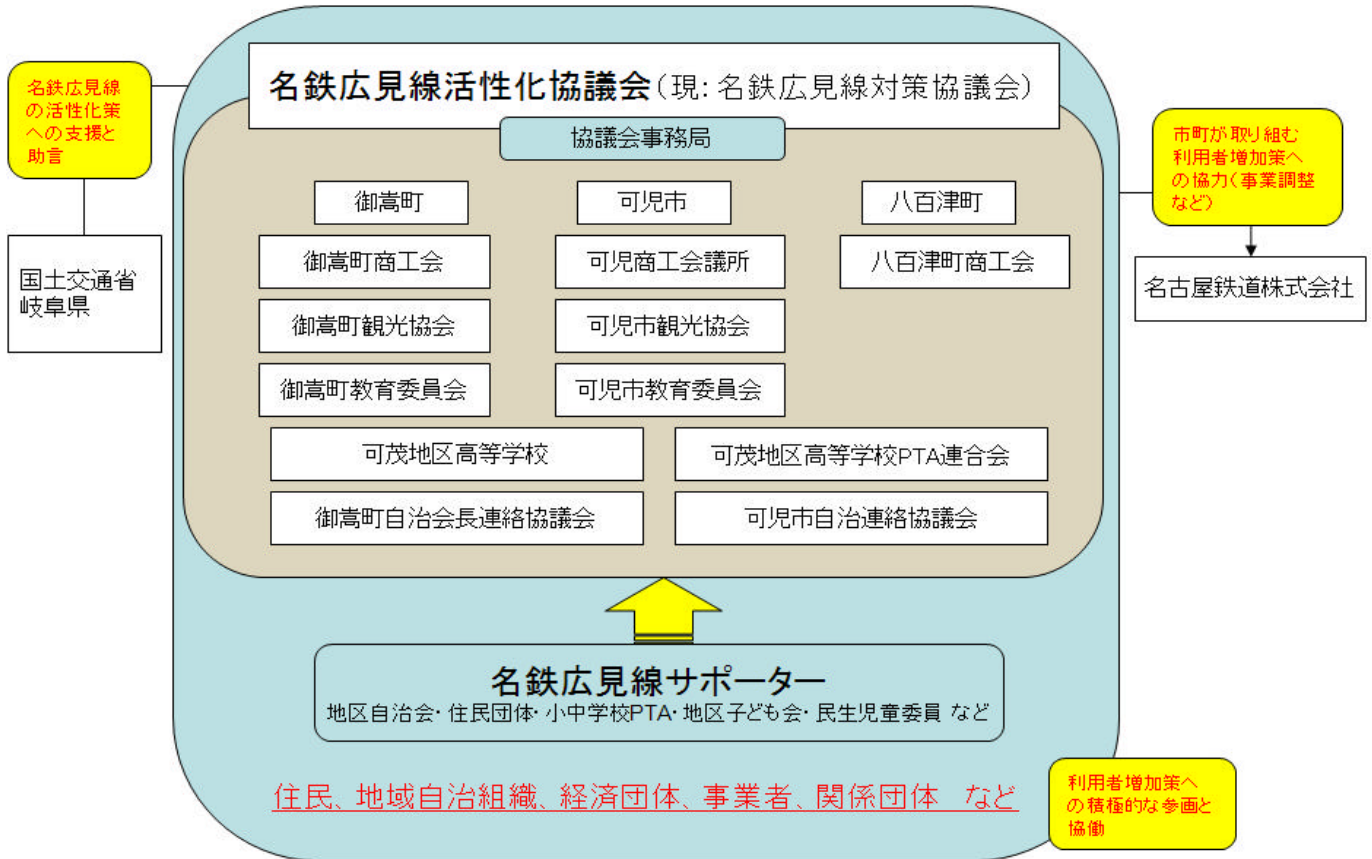 名鉄広見線活性化協議会(現:名鉄広見線対策協議会)
協議会事務局
名鉄広見線
の活性化策
への支援と
助言
国土交通省
岐阜県
市町が取り組む
利用者増加策へ
の協力(事業調整
など)
名古屋鉄道株式会社
御嵩町
可児市
八百津町
御嵩町商工会
可児商工会議所
八百津町商工会
御嵩町観光協会
可児市観光協会
御嵩町教育委員会
可児市教育委員会
可茂地区高等学校
可茂地区高等学校PTA連合会
御嵩町自治会長連絡協議会
可児市自治連絡協議会
名鉄広見線サポーター
地区自治会・住民団体・小中学校PTA・地区子ども会・民生児童委員 など
住民、地域自治組織、経済団体、事業者、関係団体 など
利用者増加策へ
の積極的な参画と
協働